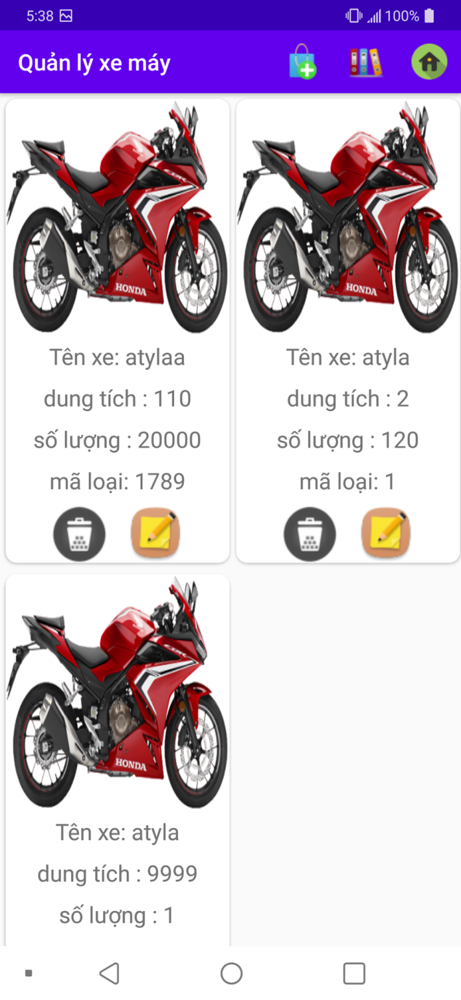 5:38
100%
Quản lý xe máy
HONDA
HONDA
Tên xe: atylaa
dung tích : 110
số lượng : 20000
mã loại: 1789
Tên xe: atyla
dung tích : 2
số lượng : 120
mã loại: 1
HONDA
Tên xe: atyla
dung tích : 9999
số lượng : 1